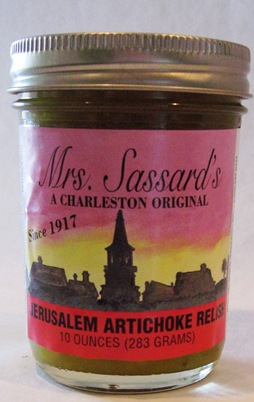 Mrs. Sassard's
A CHARLESTON ORIGINAL
Since 1917
JERUSALEM ARTICHOKE RELISH
10 OUNCES (283 GRAMS)